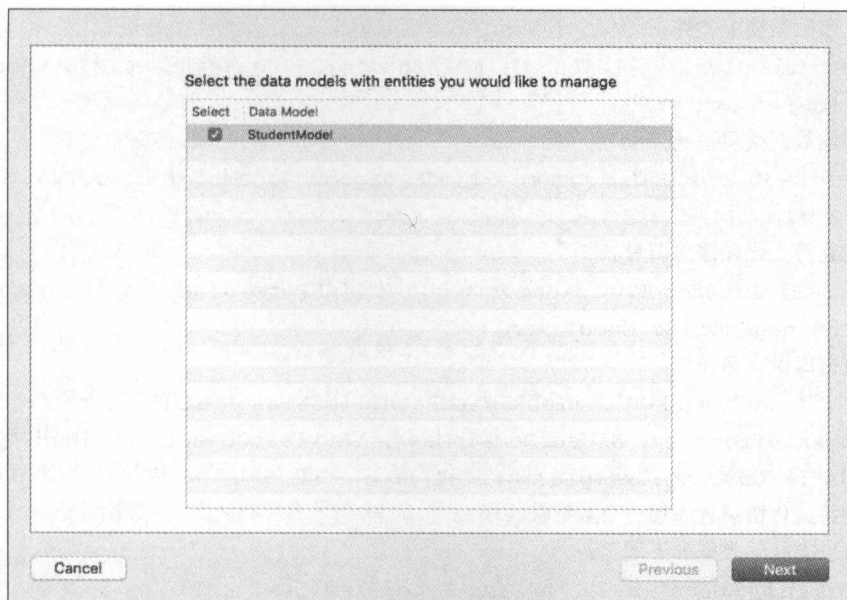 Select the data models with entities you would like to manage
Select Data Model
StudentModel
Cancel Previous Next